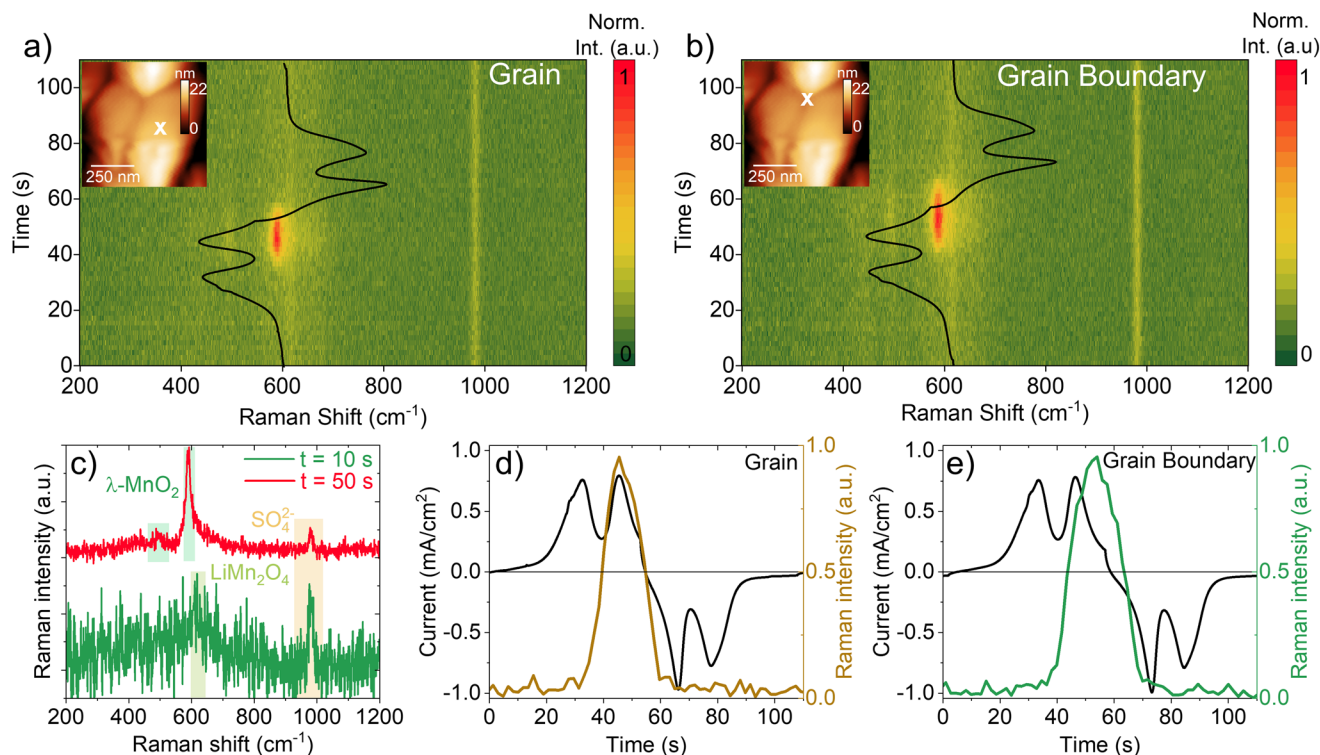 a)
Grain
Norm.
Int. (a.u.)
1
0
nm
22
0
x
250 nm
Time (s)
100
80
60
40
20
0
200 400 600 800 1000 1200
Raman Shift (cm⁻¹)
b)
Grain Boundary
Norm.
Int. (a.u)
1
0
nm
22
0
x
250 nm
Time (s)
100
80
60
40
20
0
200 400 600 800 1000 1200
Raman Shift (cm⁻¹)
c)
t = 10 s
t = 50 s
λ-MnO₂
SO₄²⁻
LiMn₂O₄
Raman intensity (a.u.)
200 400 600 800 1000 1200
Raman shift (cm⁻¹)
d)
Grain
Current (mA/cm²)
1.0
0.5
0.0
-0.5
-1.0
1.0
0.5
0.0
Raman intensity (a.u.)
0 20 40 60 80 100
Time (s)
e)
Grain Boundary
Current (mA/cm²)
1.0
0.5
0.0
-0.5
-1.0
1.0
0.5
0.0
Raman intensity (a.u.)
0 20 40 60 80 100
Time (s)